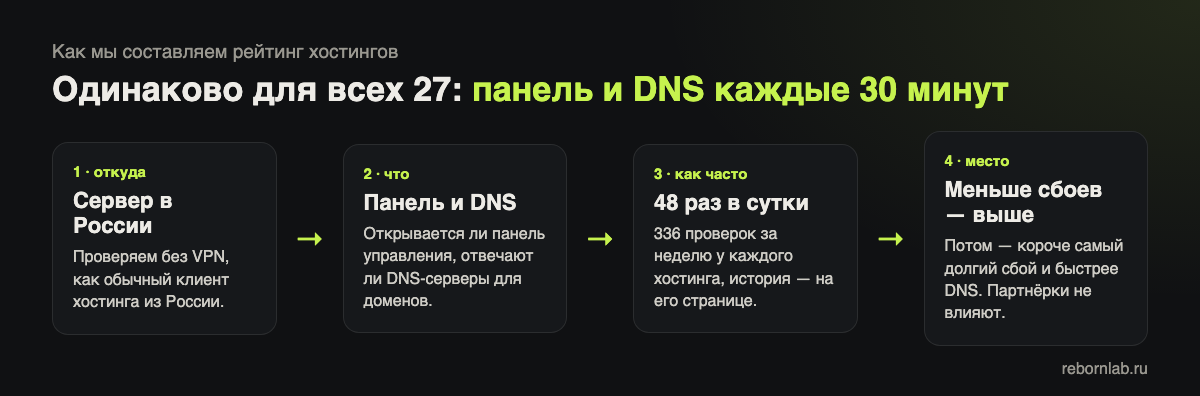 Как мы составляем рейтинг хостингов
Одинаково для всех 27: панель и DNS каждые 30 минут
1 · откуда
Сервер в
России
Проверяем без VPN,
как обычный клиент
хостинга из России.
→
2 · что
Панель и DNS
Открывается ли панель
управления, отвечают
ли DNS-серверы для
доменов.
→
3 · как часто
48 раз в сутки
336 проверок за
неделю у каждого
хостинга, история — на
его странице.
→
4 · место
Меньше сбоев
— выше
Потом — короче самый
долгий сбой и быстрее
DNS. Партнёрки не
влияют.
rebornlab.ru